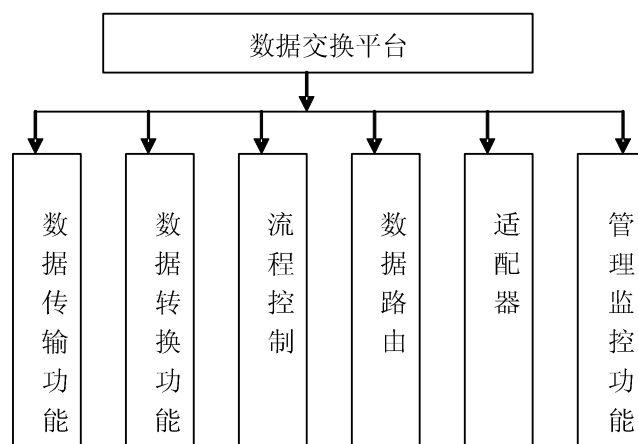 数据交换平台
数据传输功能
数据转换功能
流程控制
数据路由
适配器
管理监控功能